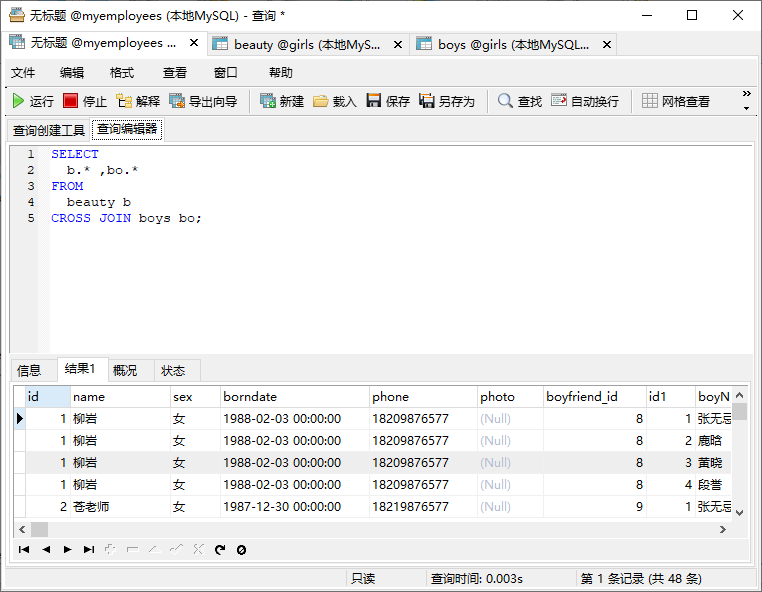 无标题 @myemployees (本地MySQL) - 查询 *
无标题 @myemployees ... beauty @girls (本地MyS... boys @girls (本地MySQL...
文件 编辑 格式 查看 窗口 帮助
运行 停止 解释 导出向导 新建 载入 保存 另存为 查找 自动换行 网格查看
查询创建工具 查询编辑器
1 SELECT
2 b.* ,bo.*
3 FROM
4 beauty b
5 CROSS JOIN boys bo;
信息 结果1 概况 状态
id name sex borndate phone photo boyfriend_id id1 boyN
1 柳岩 女 1988-02-03 00:00:00 18209876577 (Null) 8 1 张无忌
1 柳岩 女 1988-02-03 00:00:00 18209876577 (Null) 8 2 鹿晗
1 柳岩 女 1988-02-03 00:00:00 18209876577 (Null) 8 3 黄晓
1 柳岩 女 1988-02-03 00:00:00 18209876577 (Null) 8 4 段誉
2 苍老师 女 1987-12-30 00:00:00 18219876577 (Null) 9 1 张无忌
只读 查询时间: 0.003s 第 1 条记录 (共 48 条)